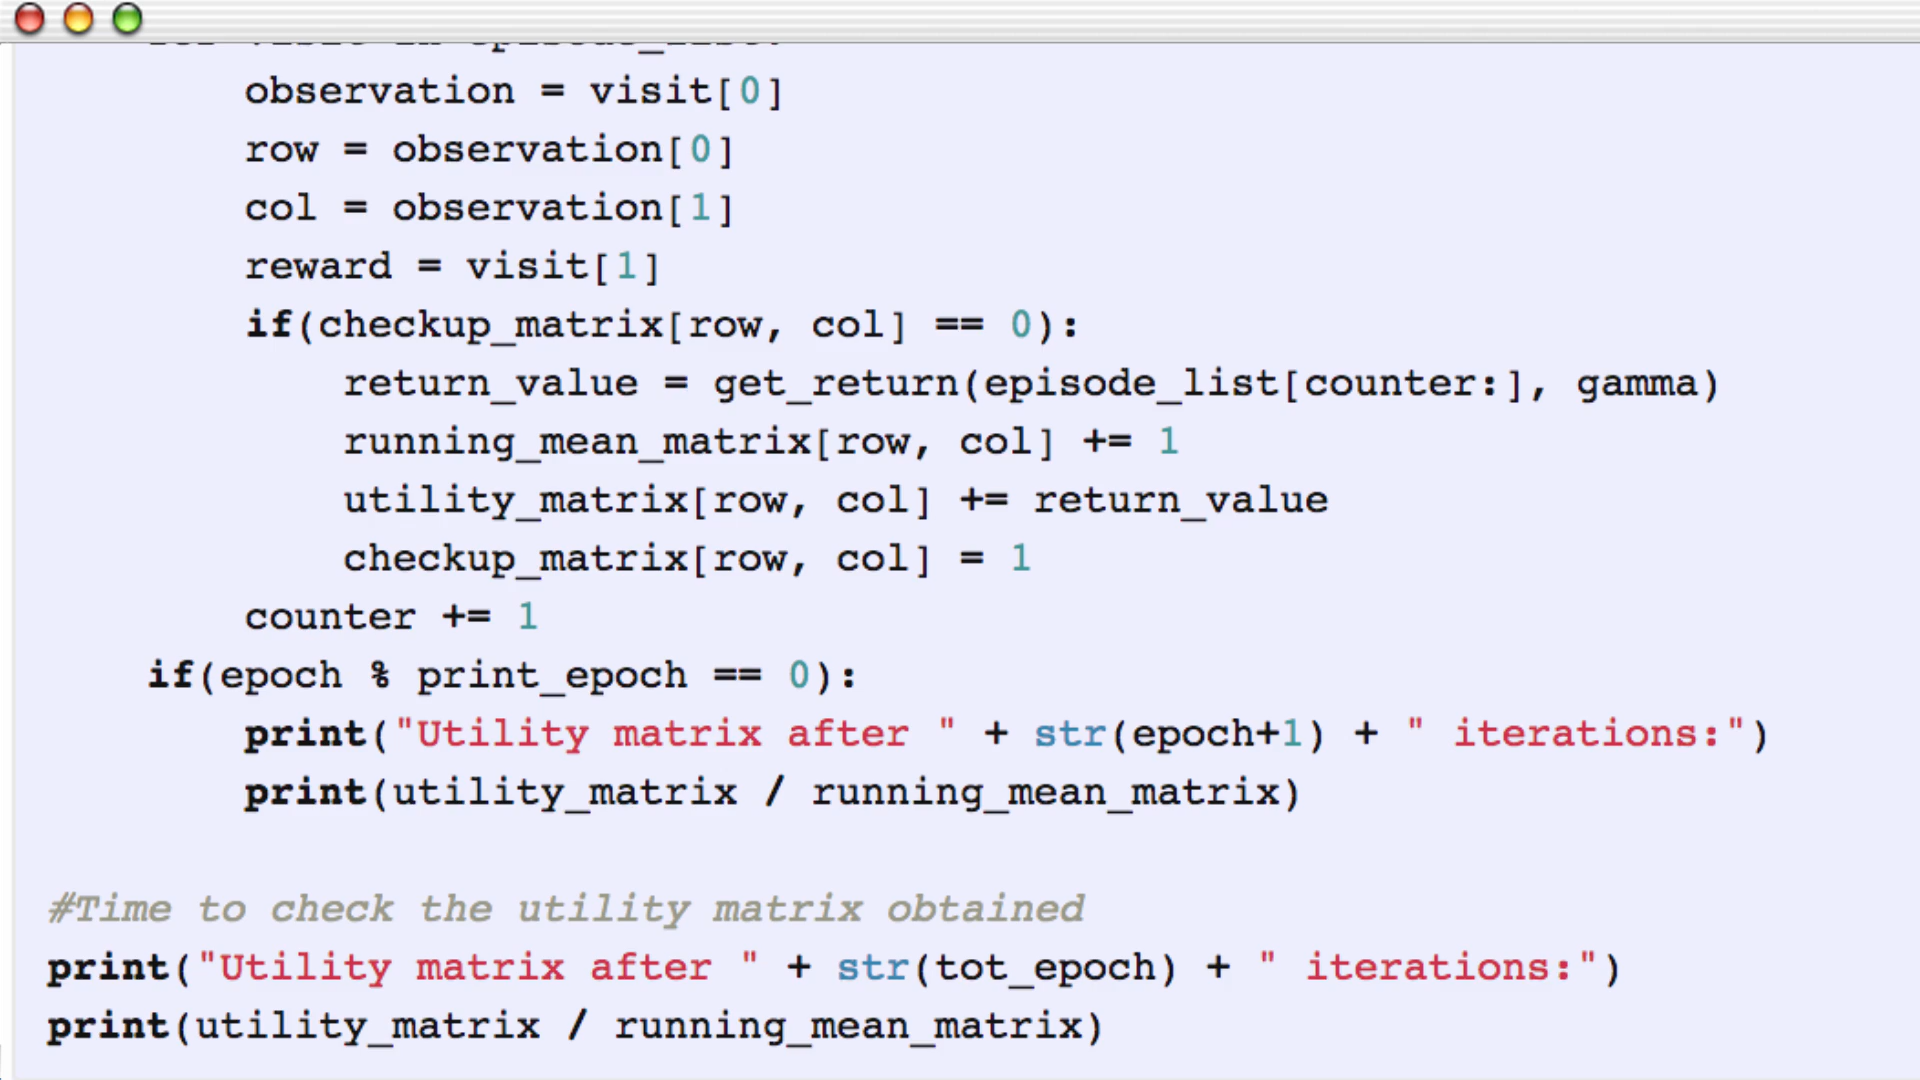 observation = visit[0]
row = observation[0]
col = observation[1]
reward = visit[1]
if(checkup_matrix[row, col] == 0):
return_value = get_return(episode_list[counter:], gamma)
running_mean_matrix[row, col] += 1
utility_matrix[row, col] += return_value
checkup_matrix[row, col] = 1
counter += 1
if(epoch % print_epoch == 0):
print("Utility matrix after " + str(epoch+1) + " iterations:")
print(utility_matrix / running_mean_matrix)
#Time to check the utility matrix obtained
print("Utility matrix after " + str(tot_epoch) + " iterations:")
print(utility_matrix / running_mean_matrix)